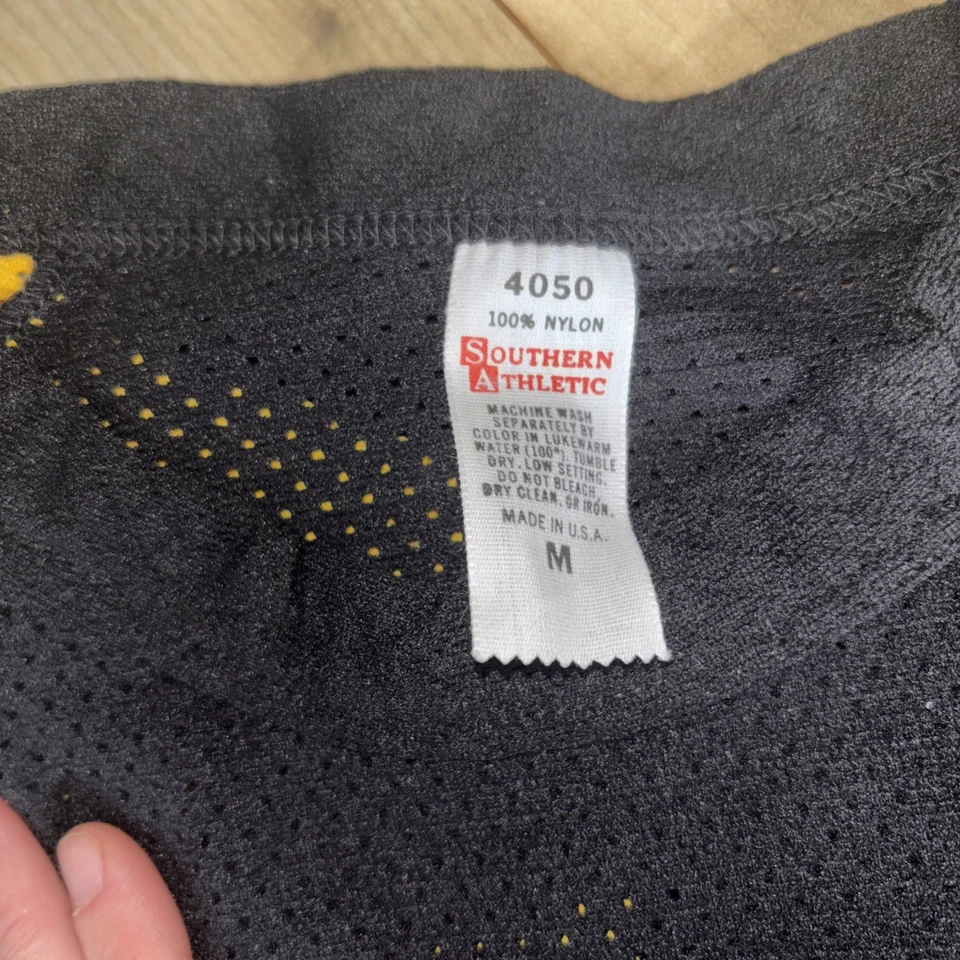 4050
100% NYLON
SOUTHERN
ATHLETIC
MACHINE WASH
SEPARATELY BY
COLOR IN LUKEWARM
WATER (100°). TUMBLE
DRY. LOW SETTING.
DO NOT BLEACH,
DRY CLEAN, OR IRON.
MADE IN U.S.A.
M